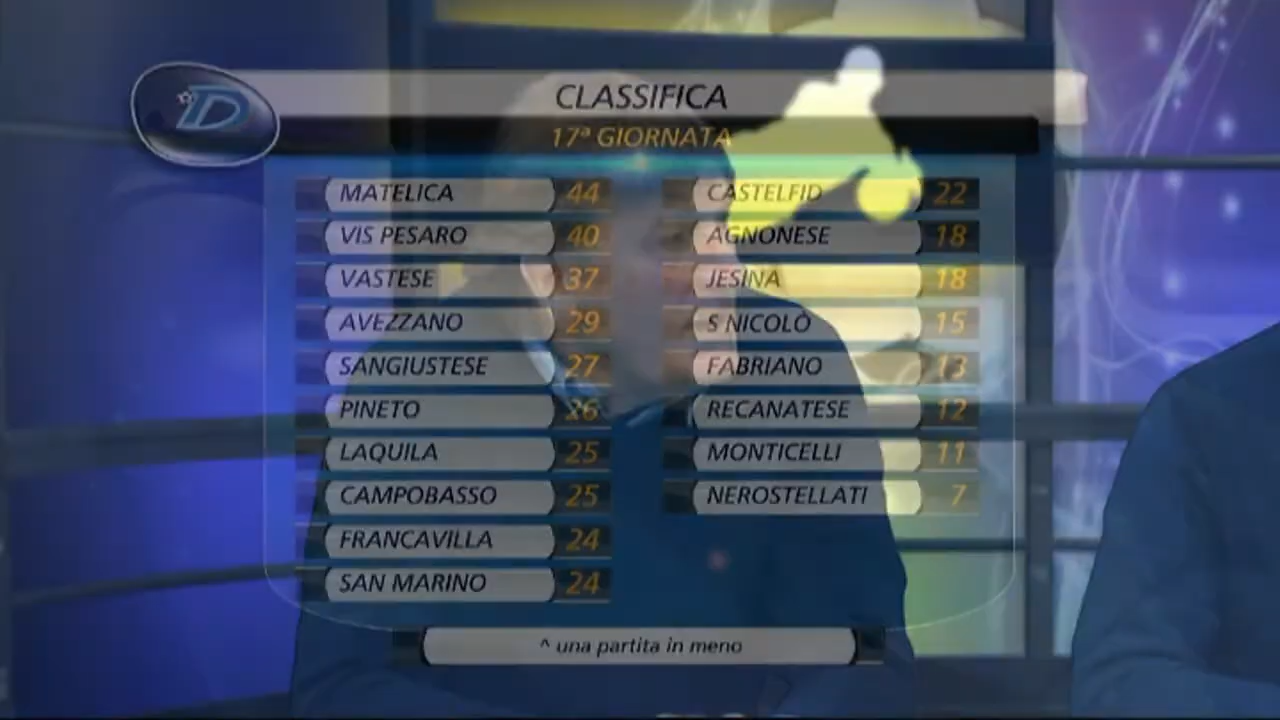 D
CLASSIFICA
17ª GIORNATA
MATELICA 44
VIS PESARO 40
VASTESE 37
AVEZZANO 29
SANGIUSTESE 27
PINETO 26
LAQUILA 25
CAMPOBASSO 25
FRANCAVILLA 24
SAN MARINO 24
CASTELFID 22
AGNONESE 18
JESINA 18
S NICOLÒ 15
FABRIANO 13
RECANATESE 12
MONTICELLI 11
NEROSTELLATI 7
^ una partita in meno